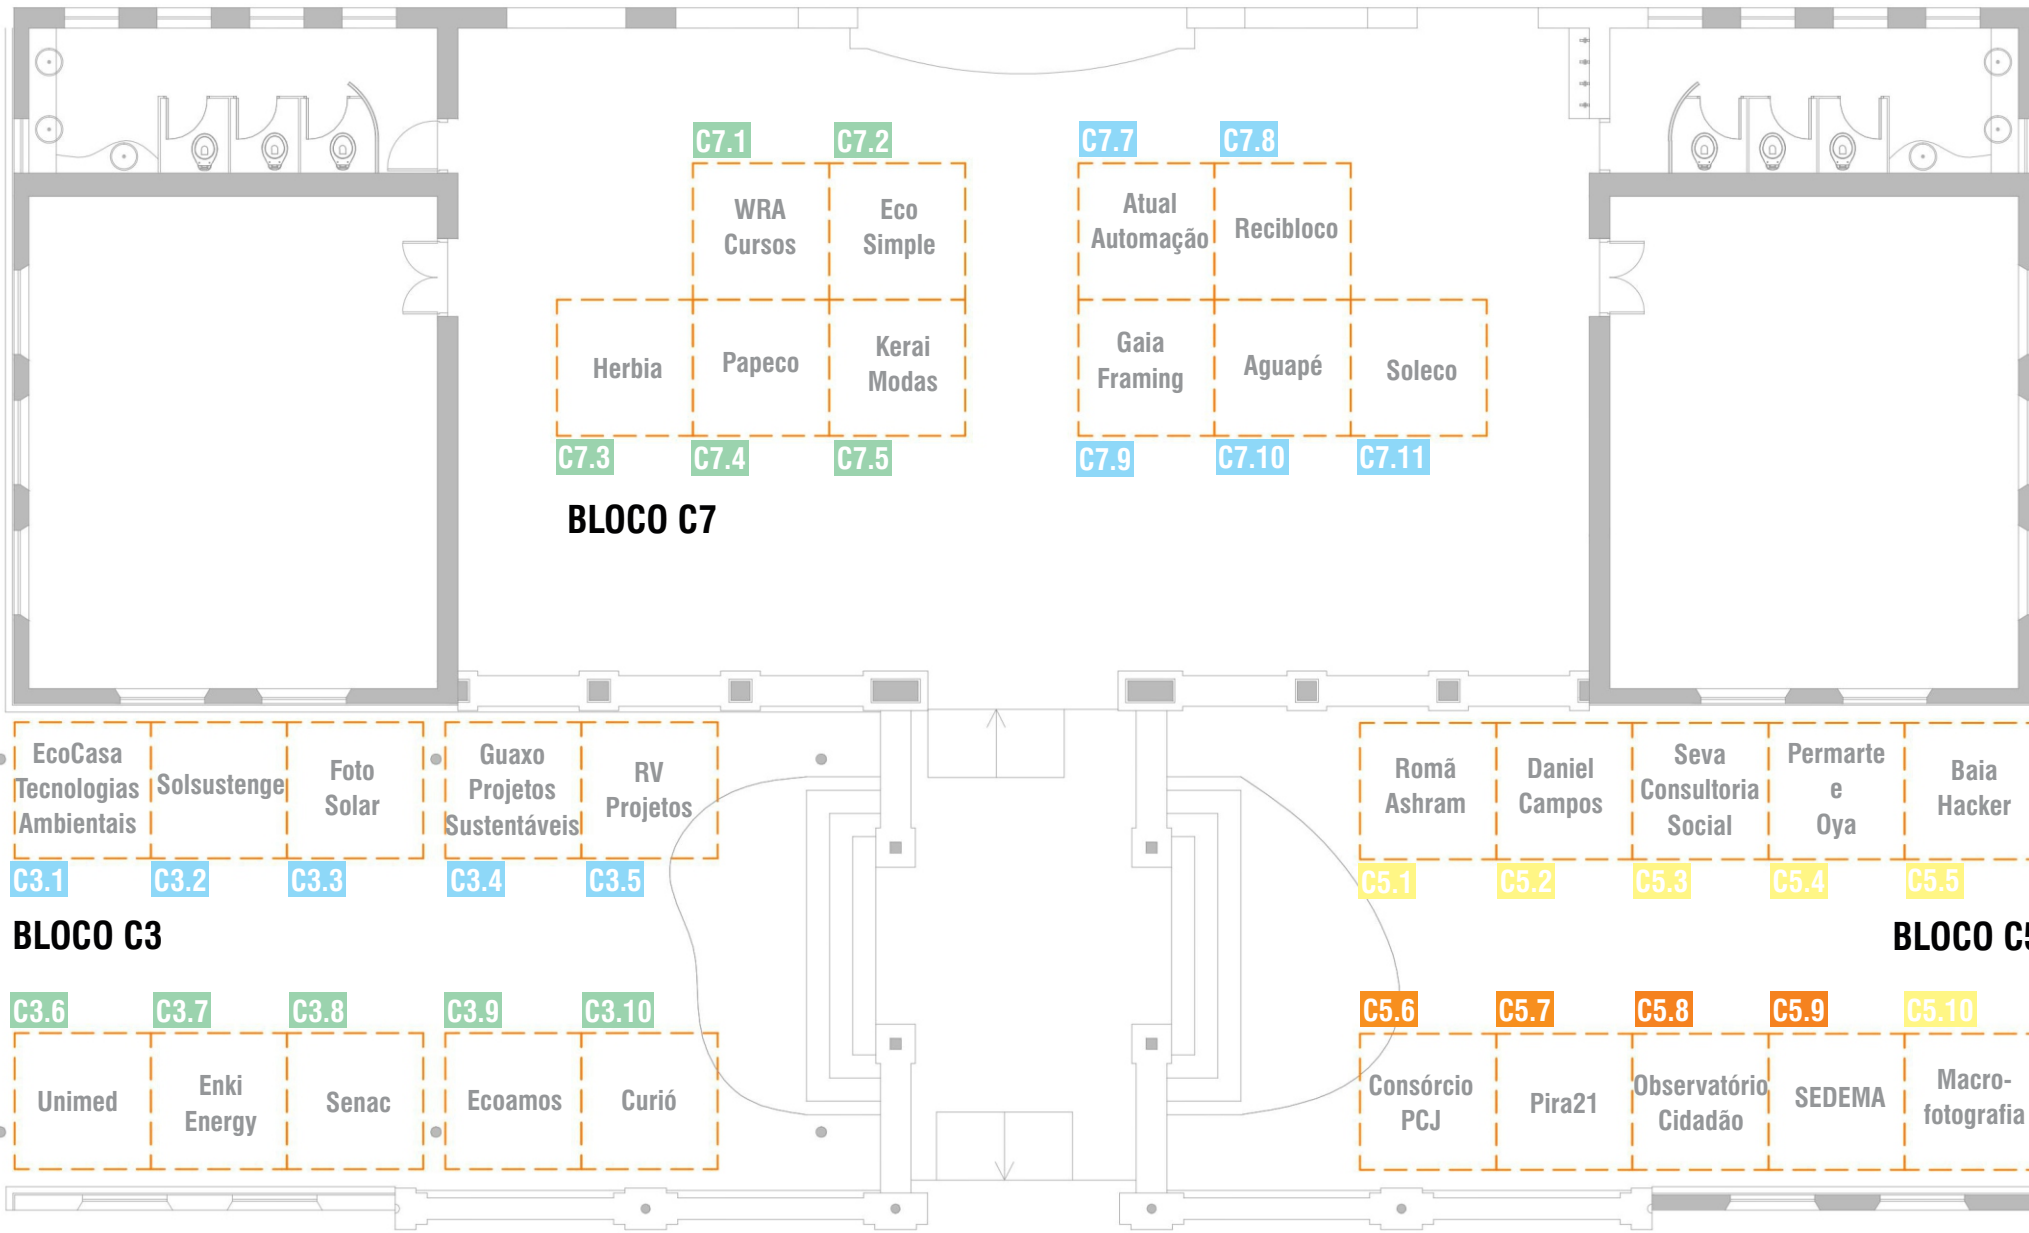 C7.1
C7.2
C7.7
C7.8
WRA
Cursos
Eco
Simple
Atual
Automação
Recibloco
Herbia
Papeco
Kerai
Modas
Gaia
Framing
Aguapé
Soleco
C7.3
C7.4
C7.5
C7.9
C7.10
C7.11
BLOCO C7
EcoCasa
Tecnologias
Ambientais
Solsustenge
Foto
Solar
Guaxo
Projetos
Sustentáveis
RV
Projetos
Romã
Ashram
Daniel
Campos
Seva
Consultoria
Social
Permarte
e
Oya
Baia
Hacker
C3.1
C3.2
C3.3
C3.4
C3.5
C5.1
C5.2
C5.3
C5.4
C5.5
BLOCO C3
BLOCO C5
C3.6
C3.7
C3.8
C3.9
C3.10
C5.6
C5.7
C5.8
C5.9
C5.10
Unimed
Enki
Energy
Senac
Ecoamos
Curió
Consórcio
PCJ
Pira21
Observatório
Cidadão
SEDEMA
Macro-
fotografia